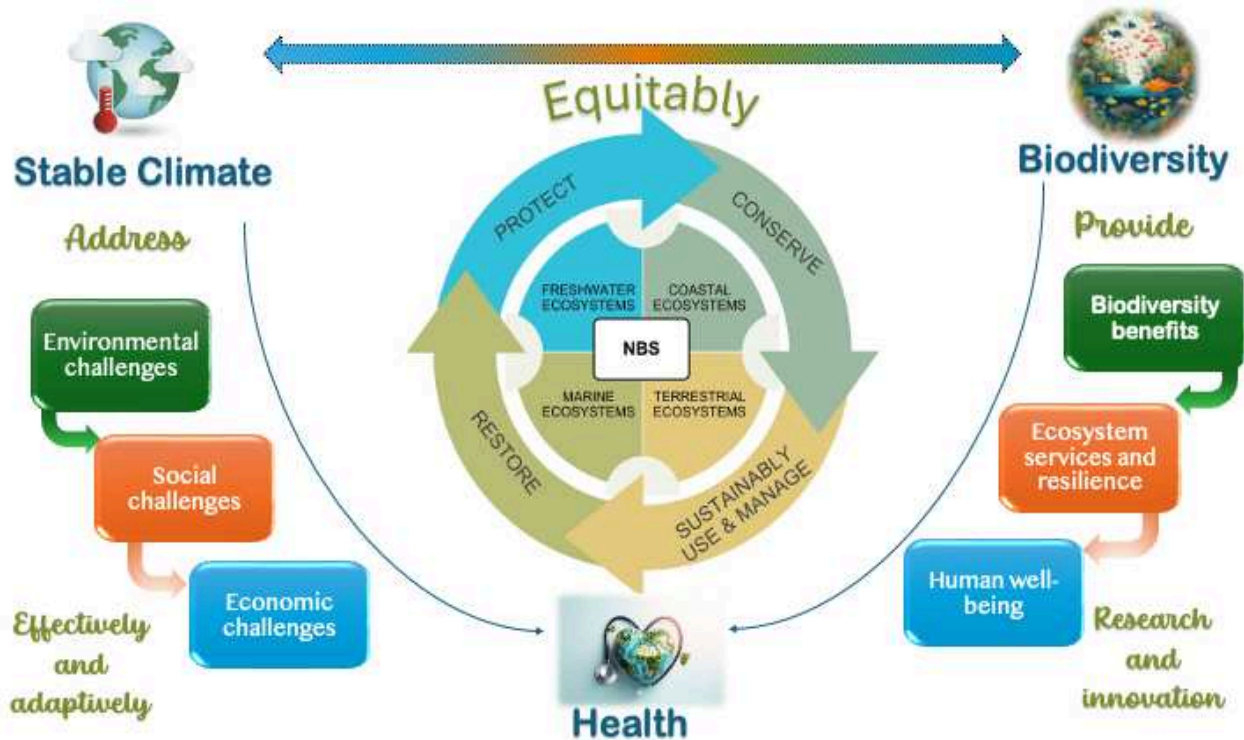 Equitably
Stable Climate
Biodiversity
Address
Provide
PROTECT
CONSERVE
SUSTAINABLY
USE & MANAGE
RESTORE
FRESHWATER
ECOSYSTEMS
COASTAL
ECOSYSTEMS
NBS
MARINE
ECOSYSTEMS
TERRESTRIAL
ECOSYSTEMS
Environmental
challenges
Social
challenges
Economic
challenges
Effectively
and
adaptively
Biodiversity
benefits
Ecosystem
services and
resilience
Human well-
being
Research
and
innovation
Health